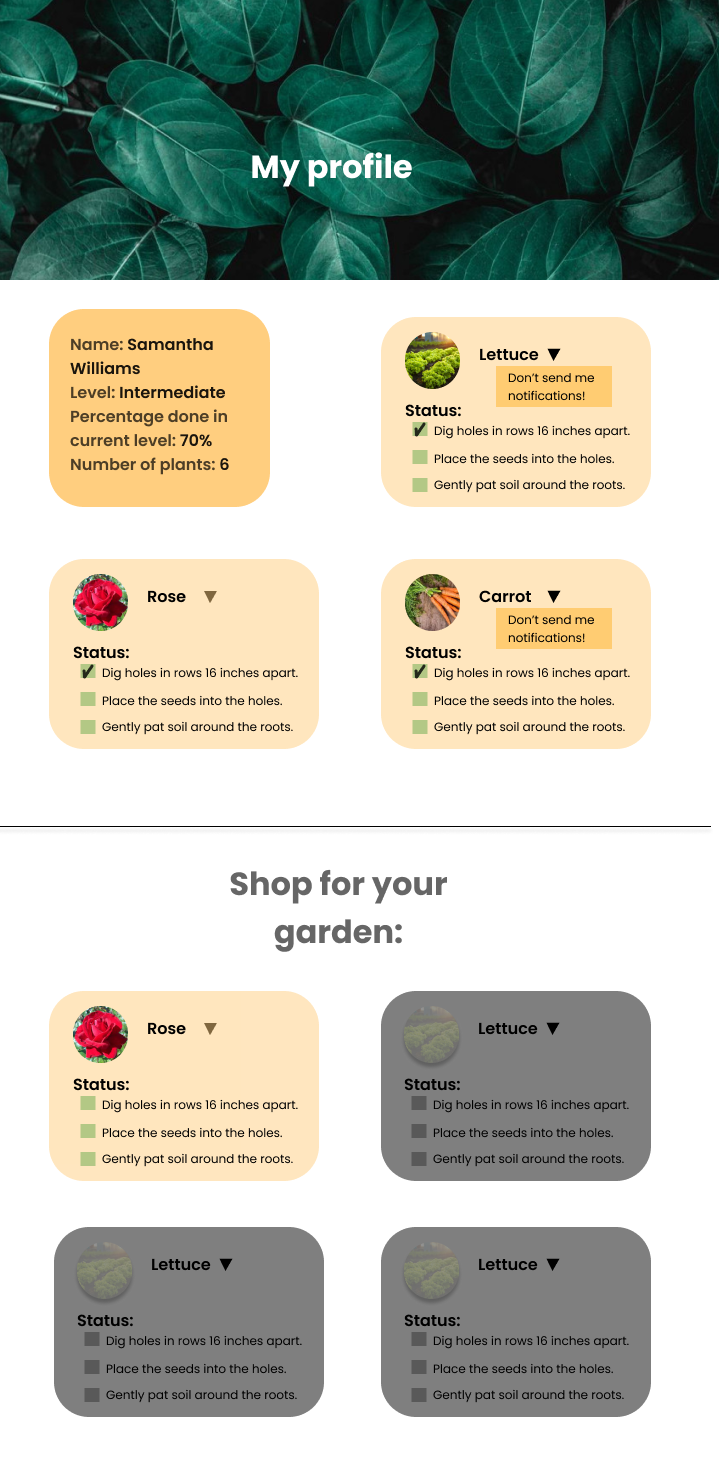 My profile
Name: Samantha
Williams
Level: Intermediate
Percentage done in
current level: 70%
Number of plants: 6
Lettuce ▼
Don’t send me
notifications!
Status:
✓ Dig holes in rows 16 inches apart.
Place the seeds into the holes.
Gently pat soil around the roots.
Rose ▼
Status:
✓ Dig holes in rows 16 inches apart.
Place the seeds into the holes.
Gently pat soil around the roots.
Carrot ▼
Don’t send me
notifications!
Status:
✓ Dig holes in rows 16 inches apart.
Place the seeds into the holes.
Gently pat soil around the roots.
Shop for your
garden:
Rose ▼
Status:
Dig holes in rows 16 inches apart.
Place the seeds into the holes.
Gently pat soil around the roots.
Lettuce ▼
Status:
Dig holes in rows 16 inches apart.
Place the seeds into the holes.
Gently pat soil around the roots.
Lettuce ▼
Status:
Dig holes in rows 16 inches apart.
Place the seeds into the holes.
Gently pat soil around the roots.
Lettuce ▼
Status:
Dig holes in rows 16 inches apart.
Place the seeds into the holes.
Gently pat soil around the roots.